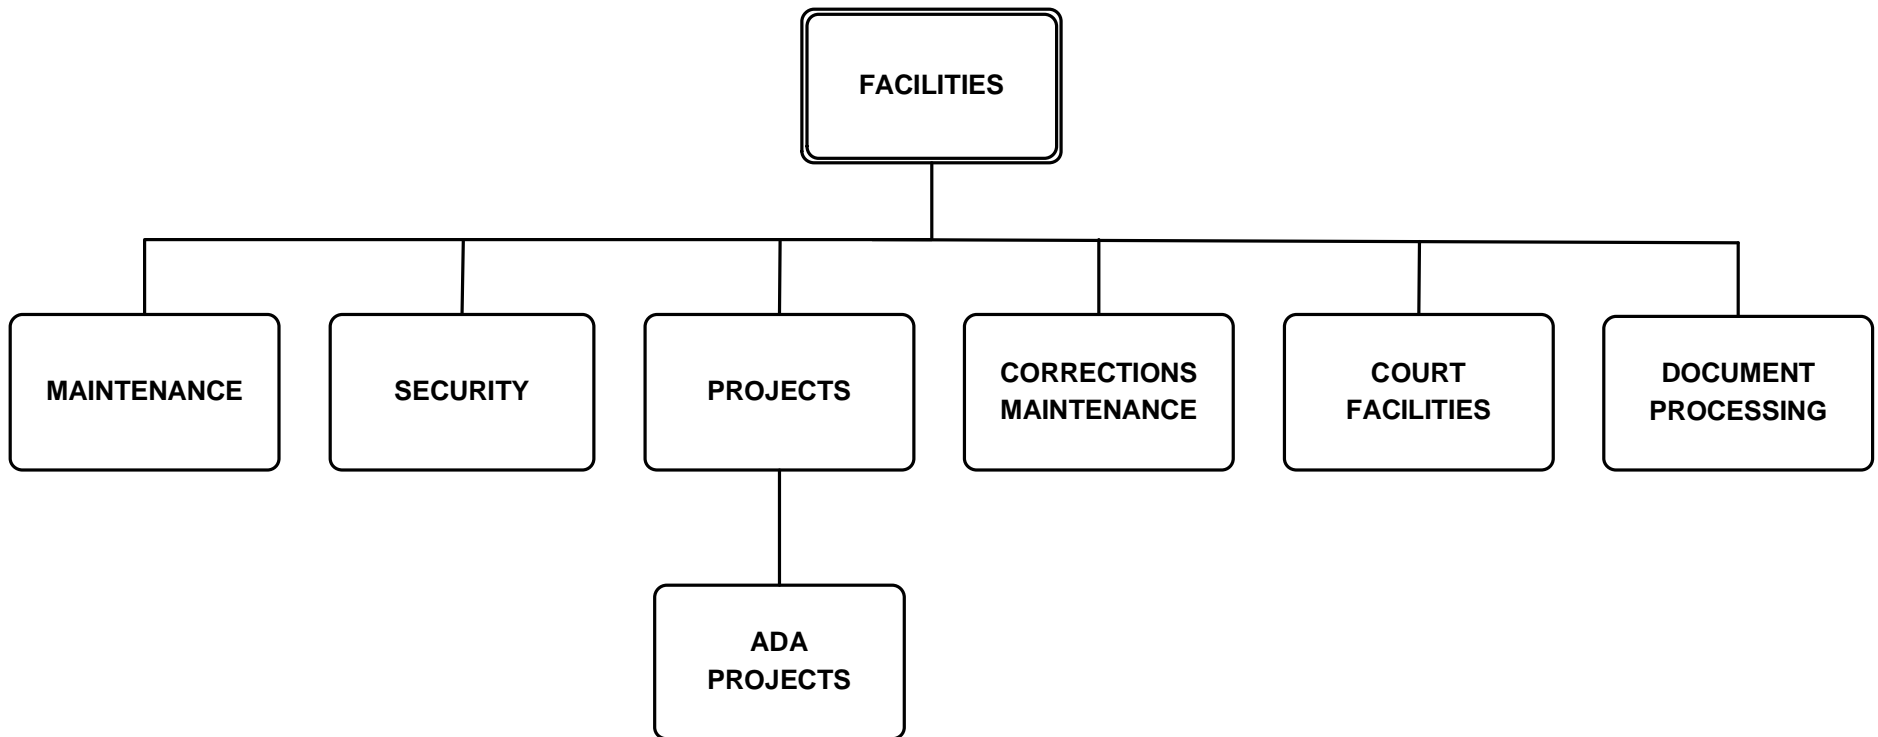 FACILITIES
MAINTENANCE
SECURITY
PROJECTS
CORRECTIONS
MAINTENANCE
COURT
FACILITIES
DOCUMENT
PROCESSING
ADA
PROJECTS